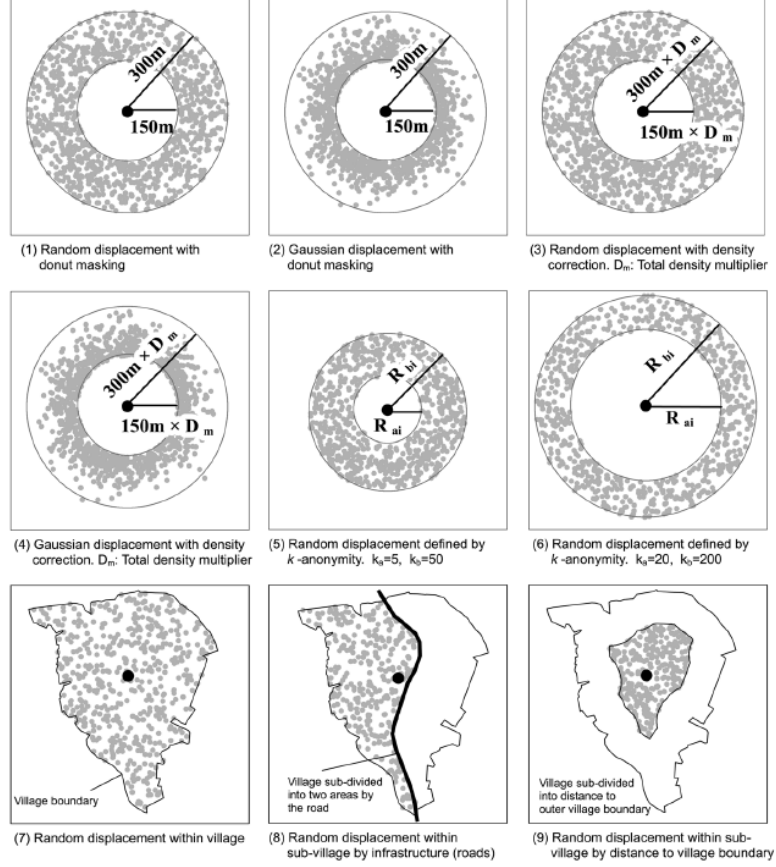 300m
150m
300m
150m
300m × Dm
150m × Dm
(1) Random displacement with
donut masking
(2) Gaussian displacement with
donut masking
(3) Random displacement with density
correction. Dm: Total density multiplier
300m × Dm
150m × Dm
R bi
R ai
R bi
R ai
(4) Gaussian displacement with density
correction. Dm: Total density multiplier
(5) Random displacement defined by
k -anonymity. ka=5, kb=50
(6) Random displacement defined by
k -anonymity. ka=20, kb=200
Village boundary
Village sub-divided
into two areas by
the road
Village sub-divided
into distance to
outer village boundary
(7) Random displacement within village
(8) Random displacement within
sub-village by infrastructure (roads)
(9) Random displacement within sub-
village by distance to village boundary